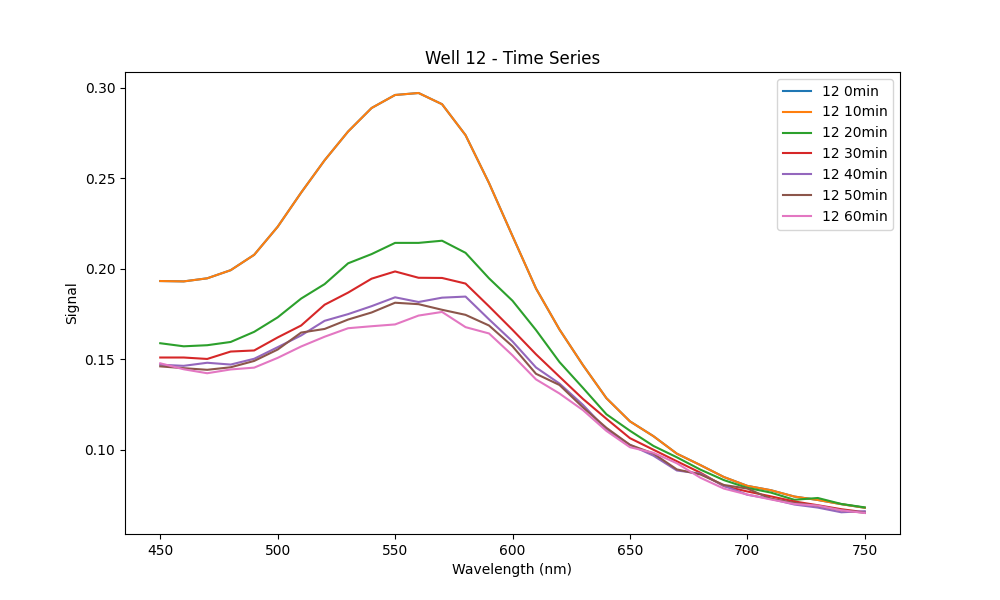 Well 12 - Time Series
Signal
0.30
0.25
0.20
0.15
0.10
12 0min
12 10min
12 20min
12 30min
12 40min
12 50min
12 60min
450 500 550 600 650 700 750
Wavelength (nm)